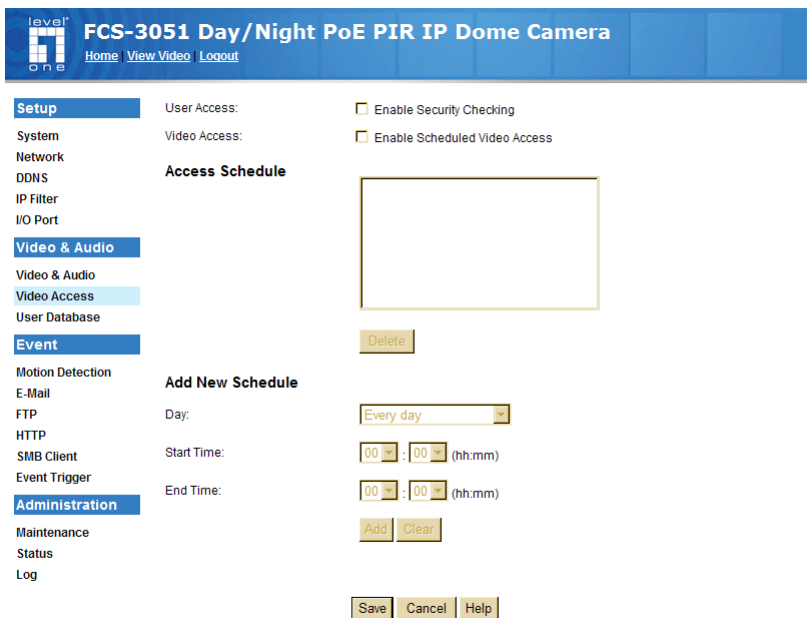 level
one
FCS-3051 Day/Night PoE PIR IP Dome Camera
Home | View Video | Logout
Setup
System
Network
DDNS
IP Filter
I/O Port
Video & Audio
Video & Audio
Video Access
User Database
Event
Motion Detection
E-Mail
FTP
HTTP
SMB Client
Event Trigger
Administration
Maintenance
Status
Log
User Access: Enable Security Checking
Video Access: Enable Scheduled Video Access
Access Schedule
Delete
Add New Schedule
Day: Every day
Start Time: 00 : 00 (hh:mm)
End Time: 00 : 00 (hh:mm)
Add Clear
Save Cancel Help